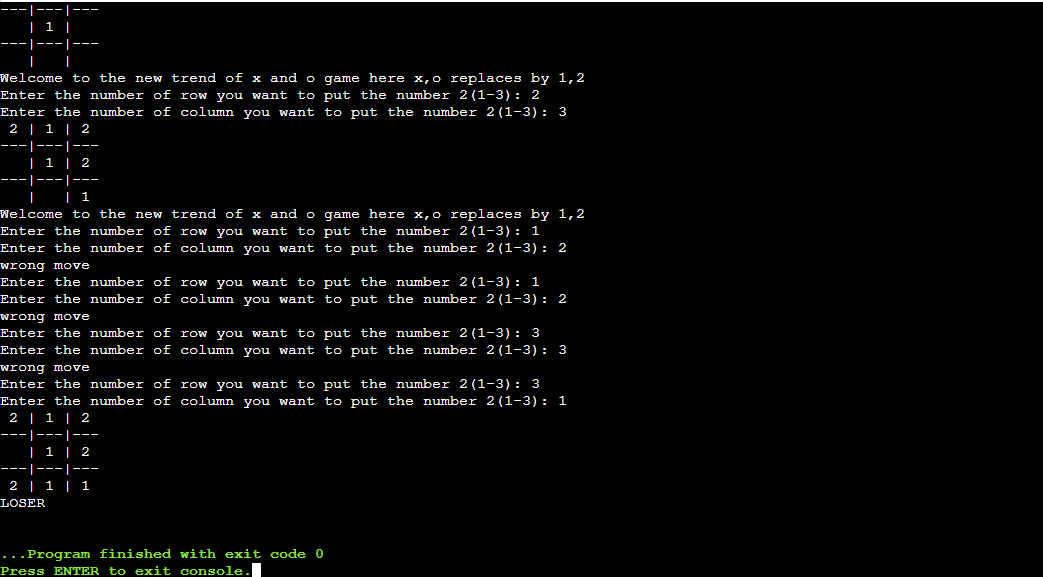 ---|---|---
   | 1 |
---|---|---
   |   |
Welcome to the new trend of x and o game here x,o replaces by 1,2
Enter the number of row you want to put the number 2(1-3): 2
Enter the number of column you want to put the number 2(1-3): 3
 2 | 1 | 2
---|---|---
   | 1 | 2
---|---|---
   |   | 1
Welcome to the new trend of x and o game here x,o replaces by 1,2
Enter the number of row you want to put the number 2(1-3): 1
Enter the number of column you want to put the number 2(1-3): 2
wrong move
Enter the number of row you want to put the number 2(1-3): 1
Enter the number of column you want to put the number 2(1-3): 2
wrong move
Enter the number of row you want to put the number 2(1-3): 3
Enter the number of column you want to put the number 2(1-3): 3
wrong move
Enter the number of row you want to put the number 2(1-3): 3
Enter the number of column you want to put the number 2(1-3): 1
 2 | 1 | 2
---|---|---
   | 1 | 2
---|---|---
 2 | 1 | 1
LOSER
...Program finished with exit code 0
Press ENTER to exit console.